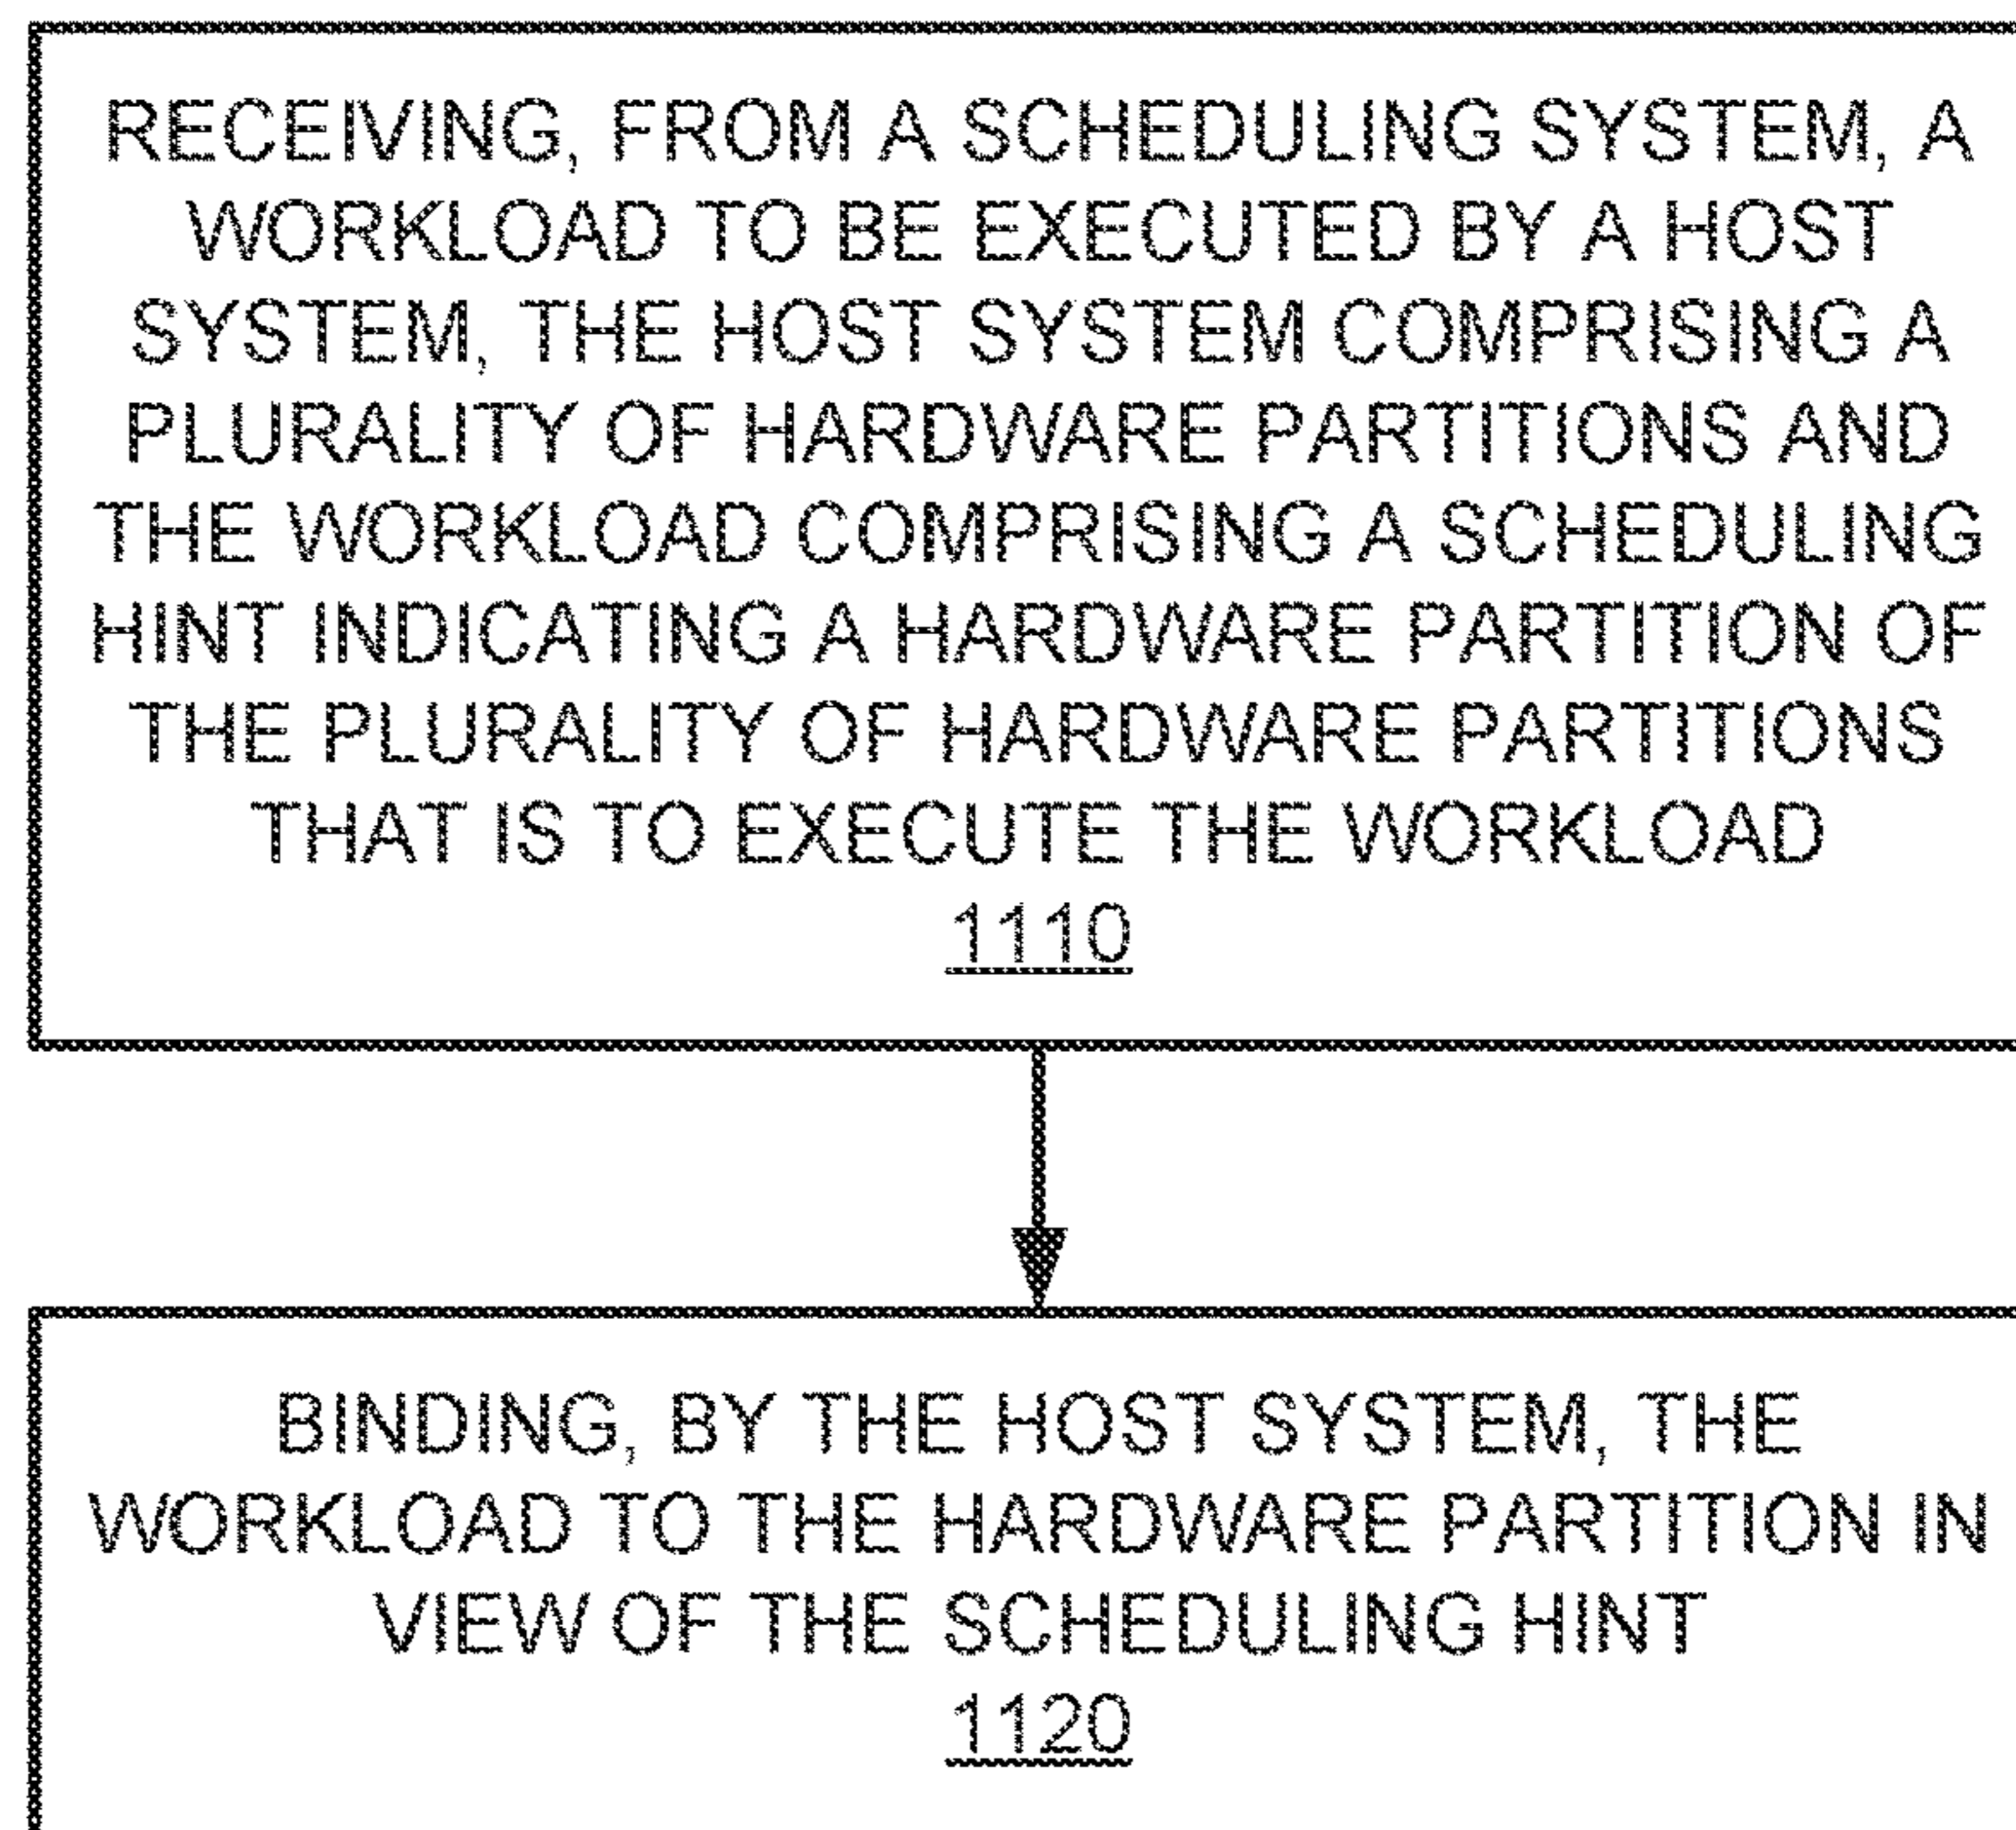 RECEIVING, FROM A SCHEDULING SYSTEM, A
WORKLOAD TO BE EXECUTED BY A HOST
SYSTEM, THE HOST SYSTEM COMPRISING A
PLURALITY OF HARDWARE PARTITIONS AND
THE WORKLOAD COMPRISING A SCHEDULING
HINT INDICATING A HARDWARE PARTITION OF
THE PLURALITY OF HARDWARE PARTITIONS
THAT IS TO EXECUTE THE WORKLOAD
1110
BINDING, BY THE HOST SYSTEM, THE
WORKLOAD TO THE HARDWARE PARTITION IN
VIEW OF THE SCHEDULING HINT
1120